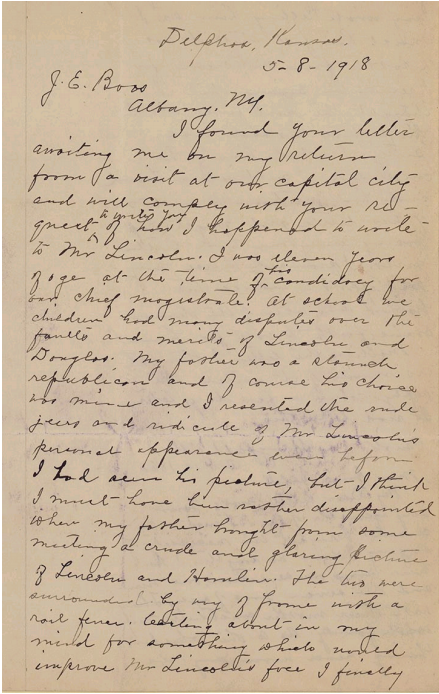 Delphos, Kansas.
5-8-1918
J. E. Boos
Albany, N.Y.
I found your letter
awaiting me on my return
from a visit at our capital city
and will comply with your re-
quest to write you of how I happened to write
to Mr Lincoln. I was eleven years
of age at the time of his candidacy for
our chief magistrate. At school we
children had many disputes over the
faults and merits of Lincoln and
Douglas. My father was a staunch
republican and of course his choice
was mine and I resented the rude
jeers and ridicule of Mr Lincoln's
personal appearance even before
I had seen his picture, but I think
I must have been rather disappointed
when my father bought from some
meeting a crude and glaring picture
of Lincoln and Hamlin. The two were
surrounded by way of frame with a
rail fence. Casting about in my
mind for something which would
improve Mr Lincoln's face I finally